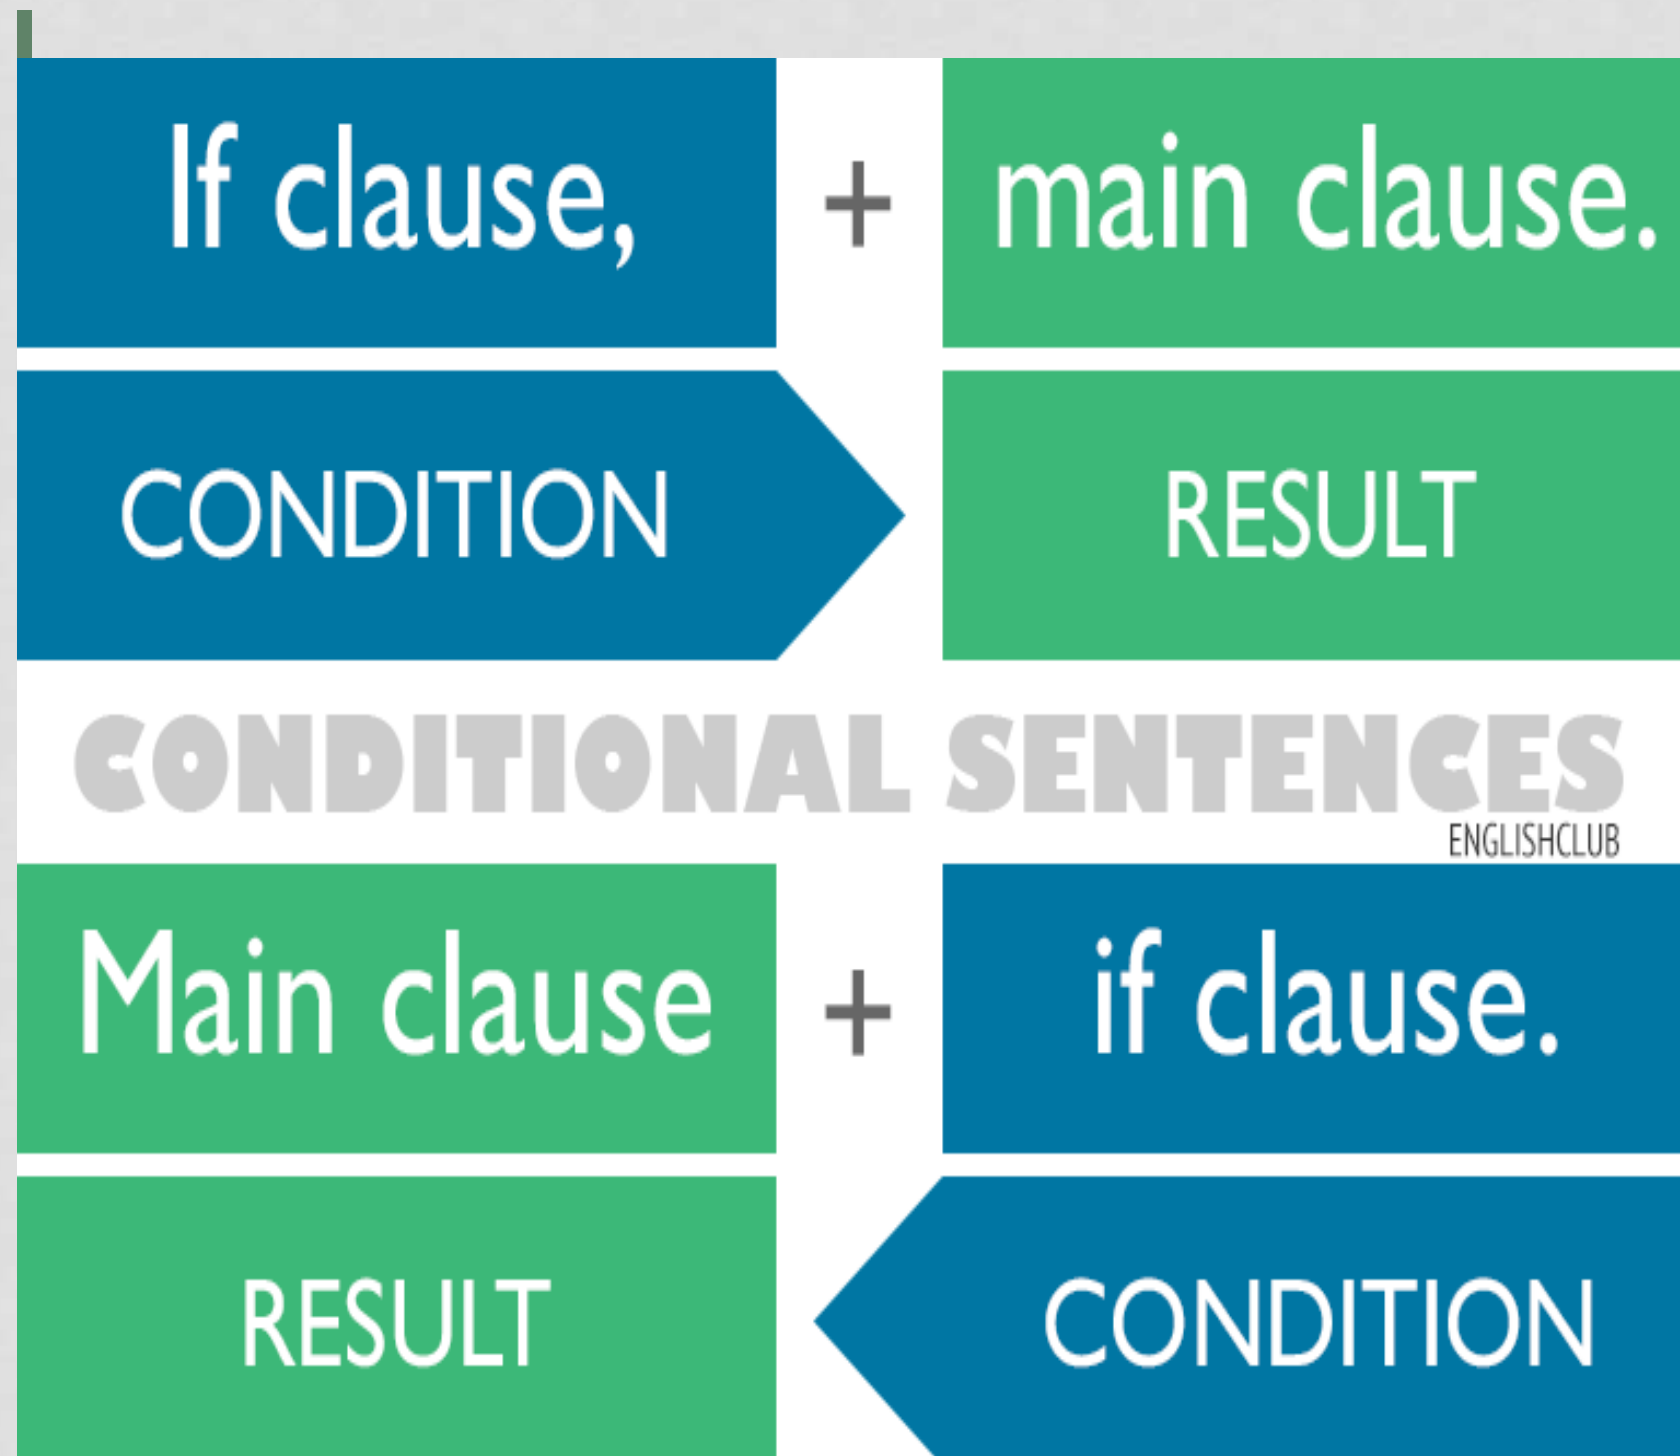 If clause, + main clause.
CONDITION RESULT
CONDITIONAL SENTENCES
ENGLISHCLUB
Main clause + if clause.
RESULT CONDITION